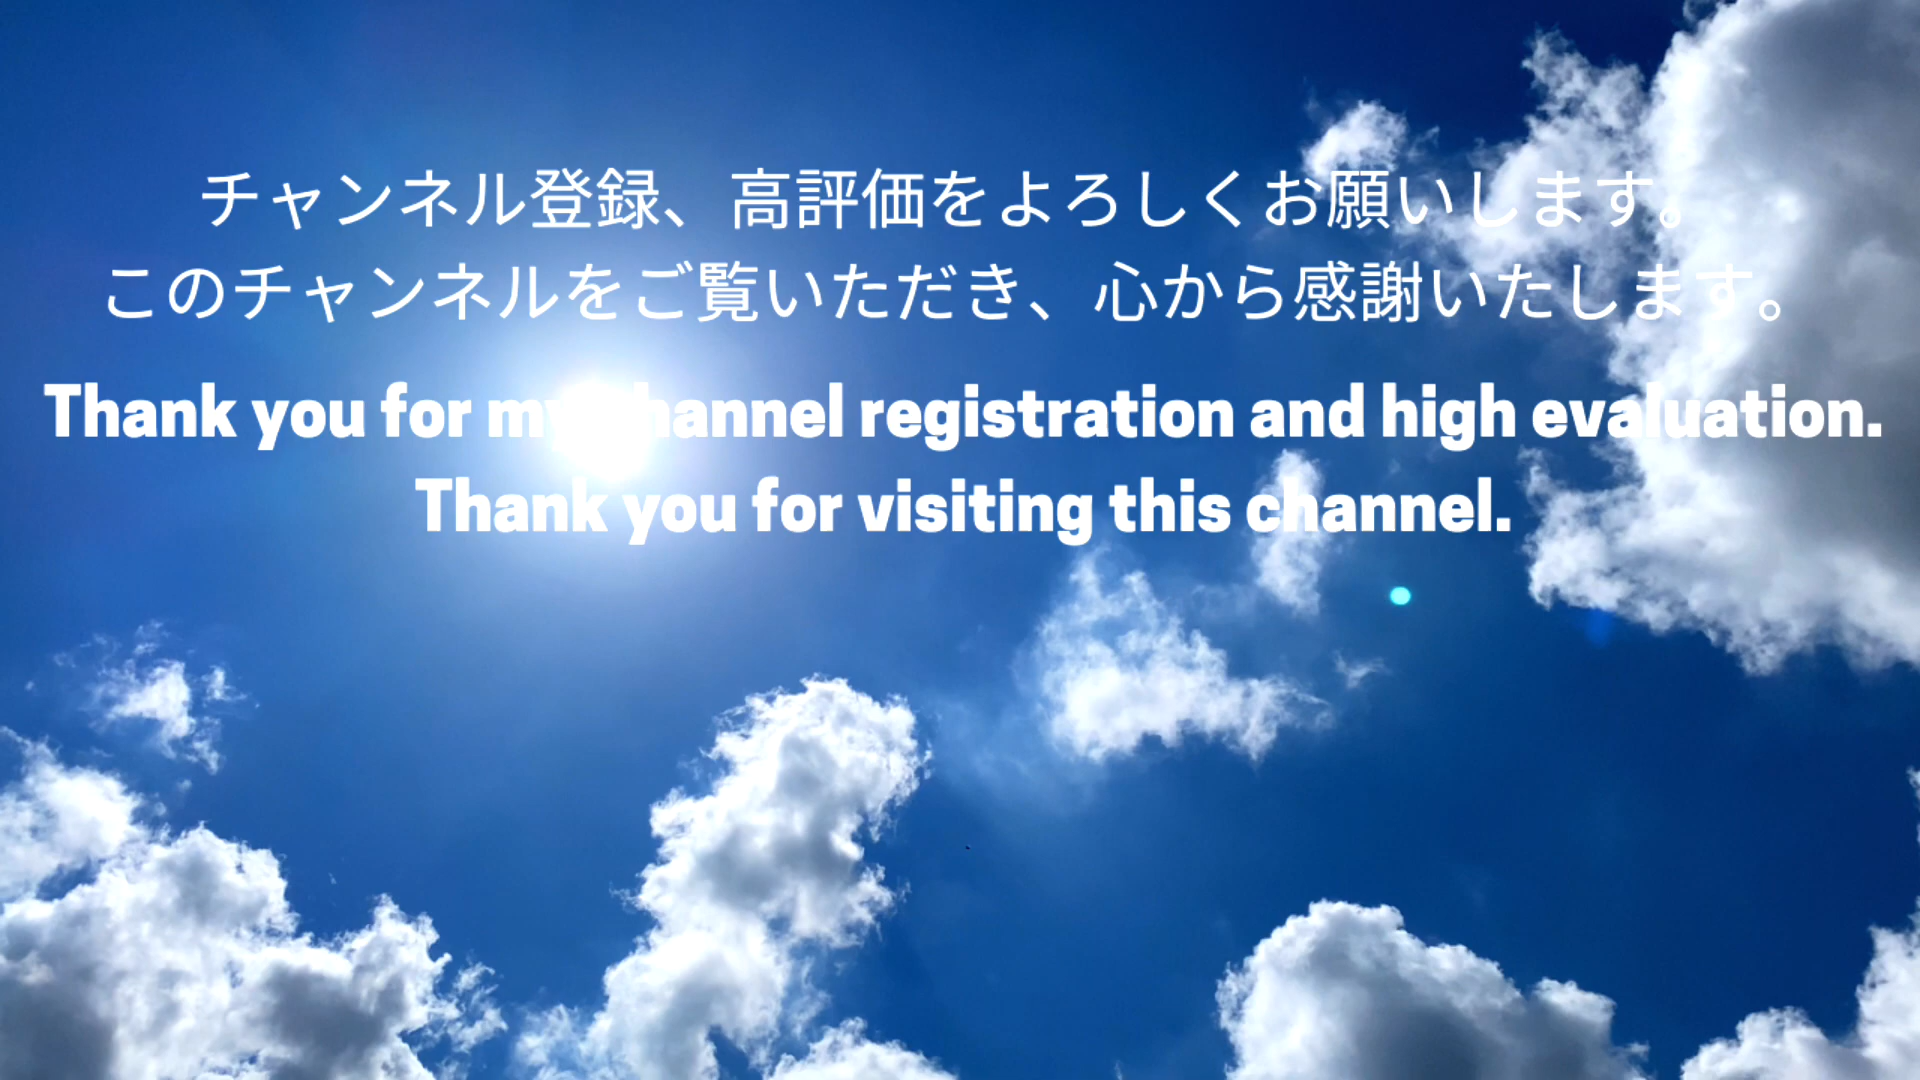 チャンネル登録、高評価をよろしくお願いします。
このチャンネルをご覧いただき、心から感謝いたします。
Thank you for my channel registration and high evaluation.
Thank you for visiting this channel.